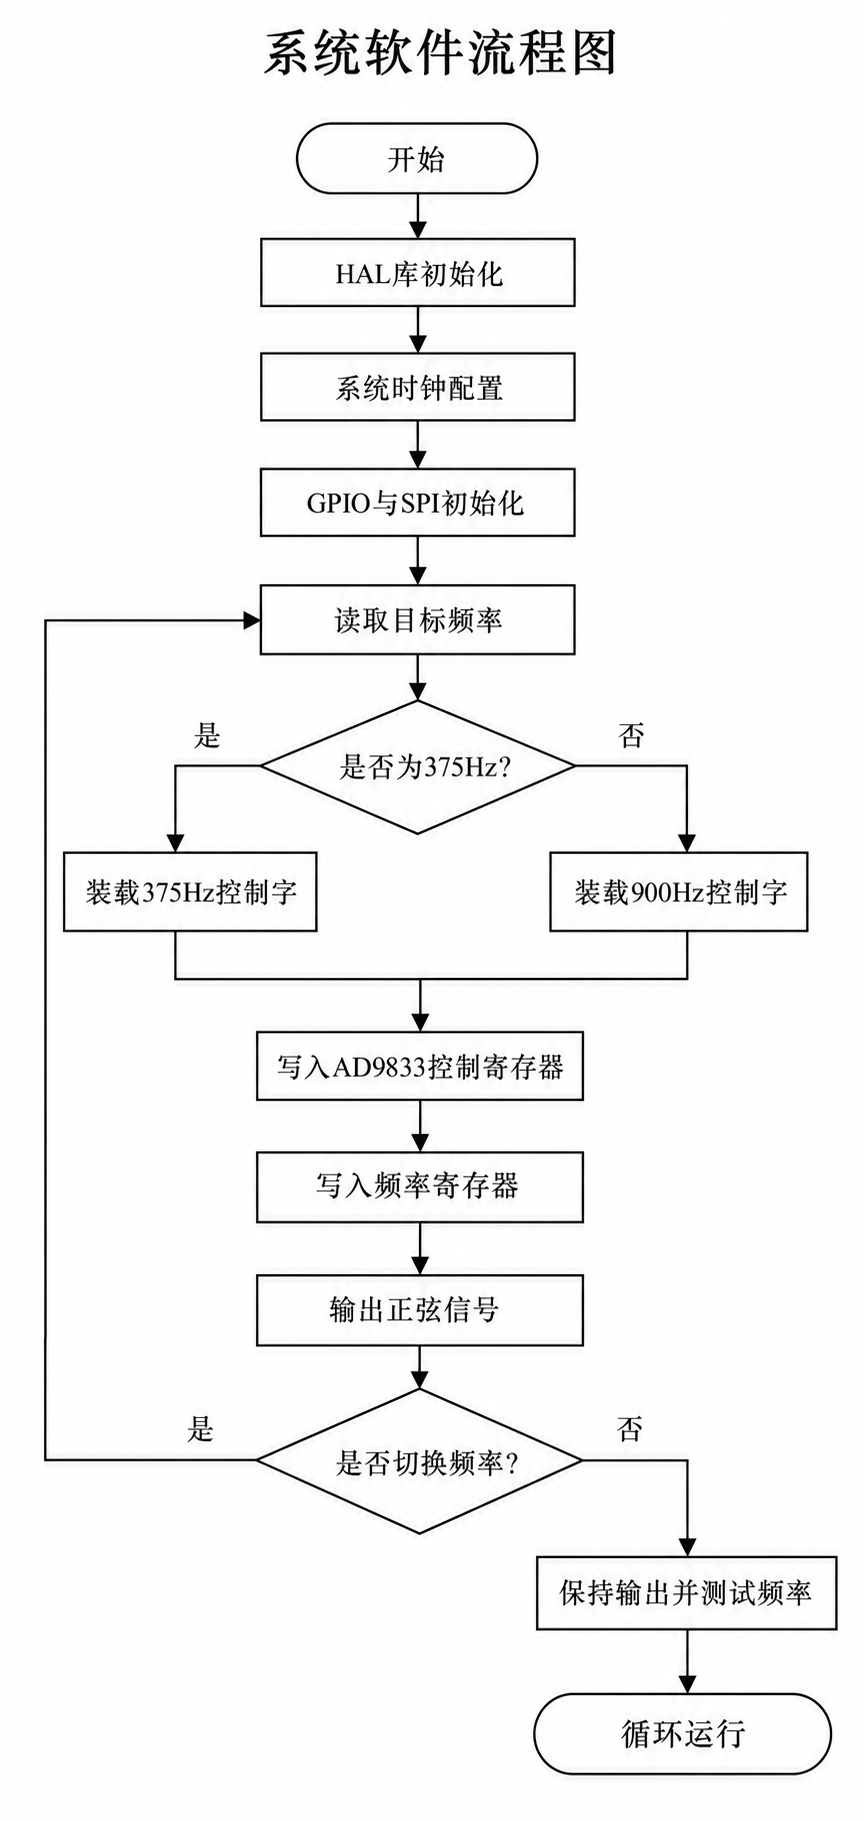 系统软件流程图
开始
HAL库初始化
系统时钟配置
GPIO与SPI初始化
读取目标频率
是
否
是否为375Hz?
装载375Hz控制字
装载900Hz控制字
写入AD9833控制寄存器
写入频率寄存器
输出正弦信号
是
否
是否切换频率?
保持输出并测试频率
循环运行